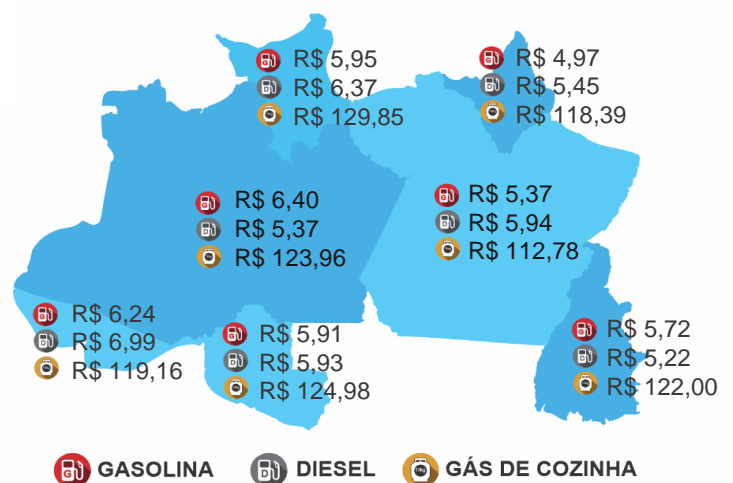 R$ 5,95
R$ 6,37
R$ 129,85
R$ 4,97
R$ 5,45
R$ 118,39
R$ 6,40
R$ 5,37
R$ 123,96
R$ 5,37
R$ 5,94
R$ 112,78
R$ 6,24
R$ 6,99
R$ 119,16
R$ 5,91
R$ 5,93
R$ 124,98
R$ 5,72
R$ 5,22
R$ 122,00
GASOLINA
DIESEL
GÁS DE COZINHA